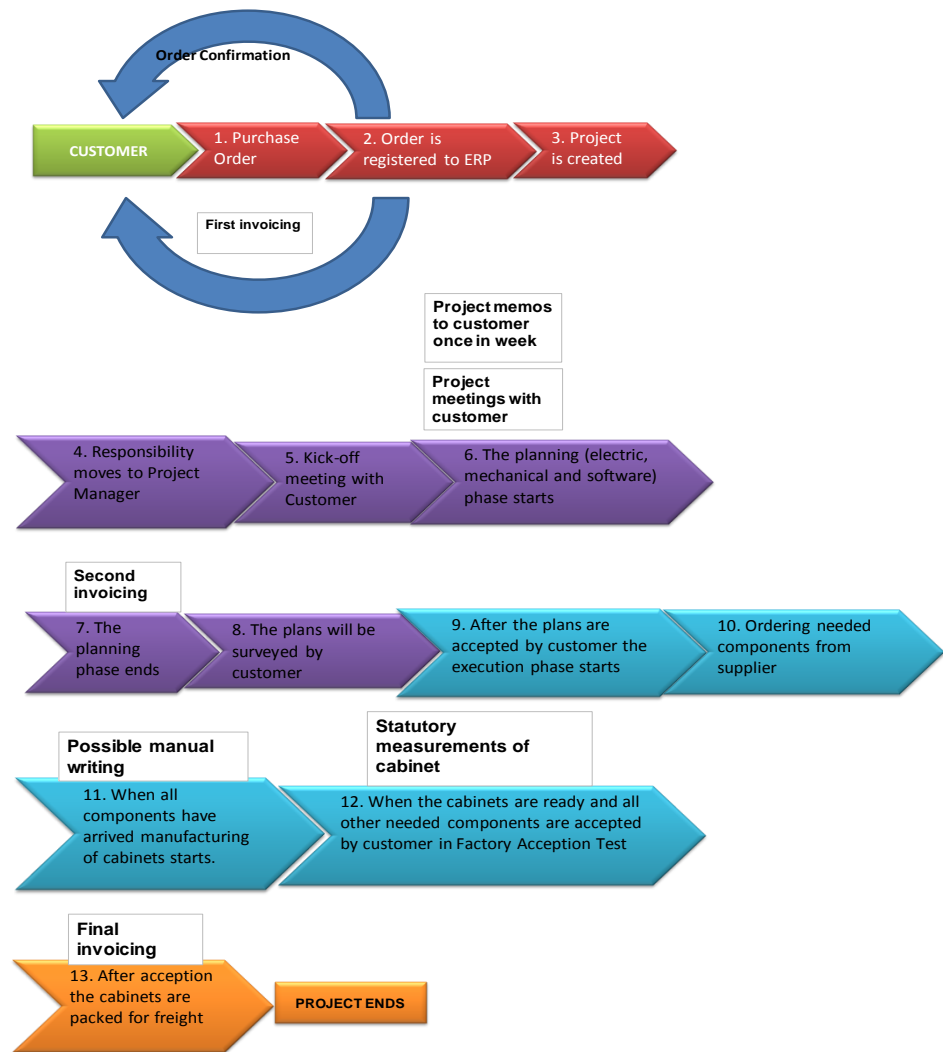 Order Confirmation
CUSTOMER
1. Purchase
Order
2. Order is
registered to ERP
3. Project
is created
First invoicing
Project memos
to customer
once in week
Project
meetings with
customer
4. Responsibility
moves to Project
Manager
5. Kick-off
meeting with
Customer
6. The planning (electric,
mechanical and software)
phase starts
Second
invoicing
7. The
planning
phase ends
8. The plans will be
surveyed by
customer
9. After the plans are
accepted by customer the
execution phase starts
10. Ordering needed
components from
supplier
Possible manual
writing
Statutory
measurements of
cabinet
11. When all
components have
arrived manufacturing
of cabinets starts.
12. When the cabinets are ready and all
other needed components are accepted
by customer in Factory Acception Test
Final
invoicing
13. After acception
the cabinets are
packed for freight
PROJECT ENDS